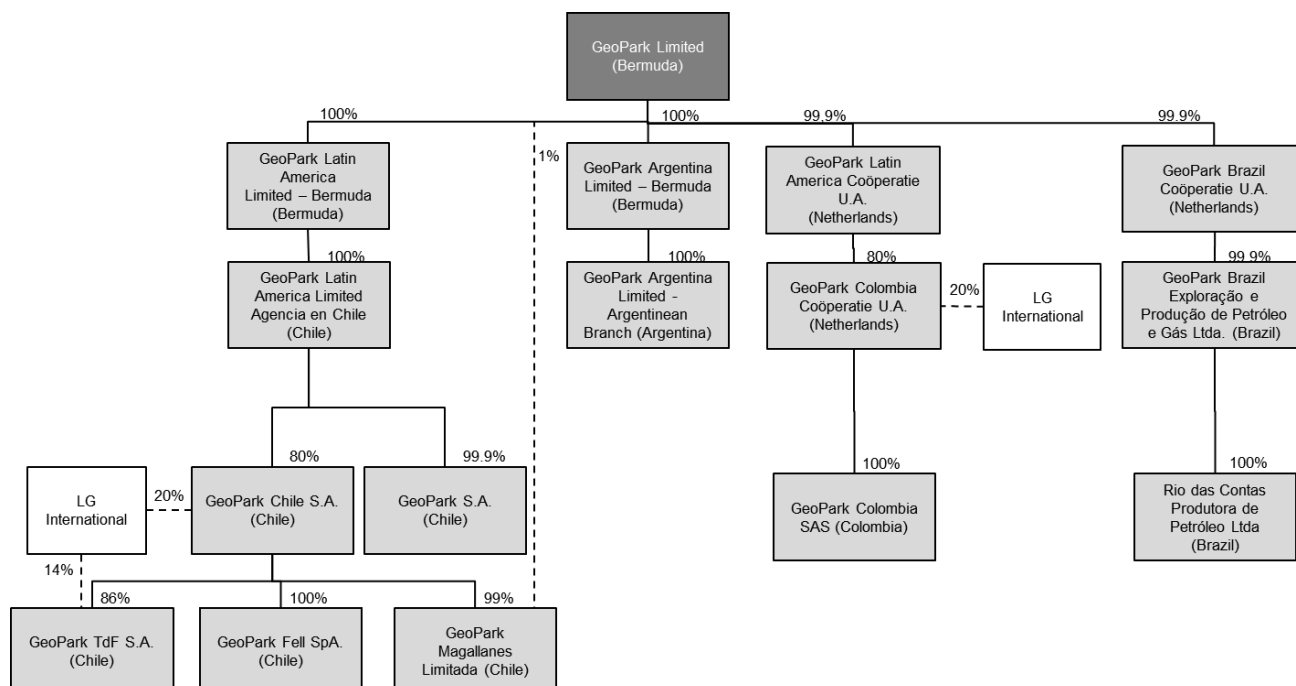 GeoPark Limited
(Bermuda)
100%
100%
99,9%
99.9%
1%
GeoPark Latin
America
Limited – Bermuda
(Bermuda)
GeoPark Argentina
Limited – Bermuda
(Bermuda)
GeoPark Latin
America Coöperatie
U.A.
(Netherlands)
GeoPark Brazil
Coöperatie U.A.
(Netherlands)
100%
100%
80%
99.9%
GeoPark Latin
America Limited
Agencia en Chile
(Chile)
GeoPark Argentina
Limited -
Argentinean
Branch (Argentina)
GeoPark Colombia
Coöperatie U.A.
(Netherlands)
20%
LG
International
GeoPark Brazil
Exploração e
Produção de Petróleo
e Gás Ltda. (Brazil)
80%
99.9%
100%
100%
LG
International
20%
GeoPark Chile S.A.
(Chile)
GeoPark S.A.
(Chile)
GeoPark Colombia
SAS (Colombia)
Rio das Contas
Produtora de
Petróleo Ltda
(Brazil)
14%
86%
100%
99%
GeoPark TdF S.A.
(Chile)
GeoPark Fell SpA.
(Chile)
GeoPark
Magallanes
Limitada (Chile)